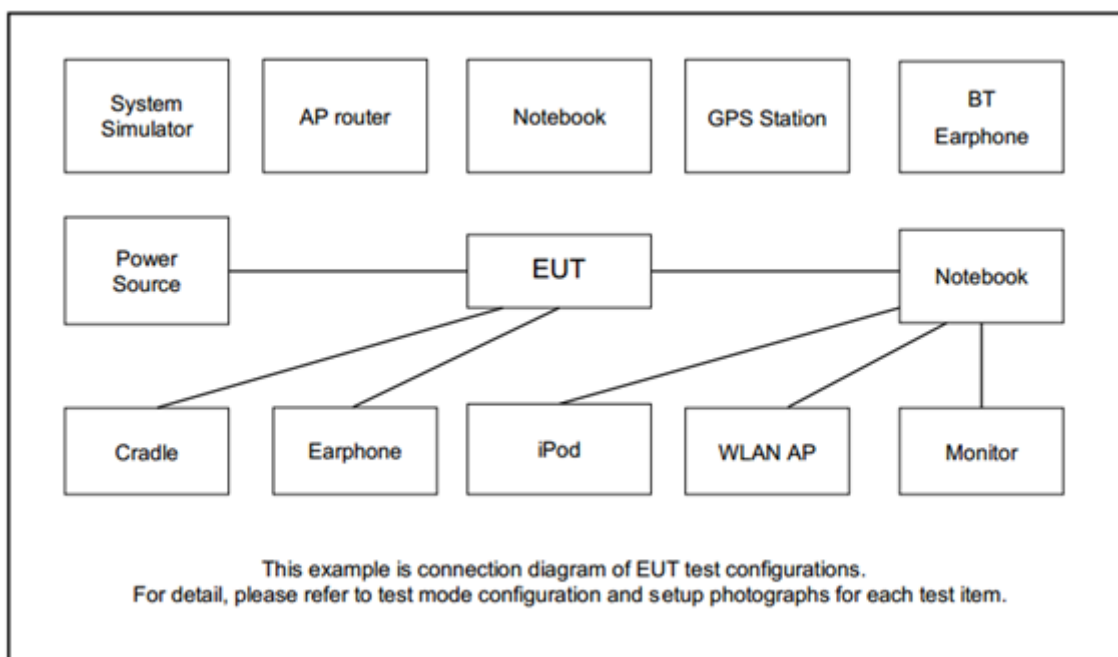 System
Simulator
AP router
Notebook
GPS Station
BT
Earphone
Power
Source
EUT
Notebook
Cradle
Earphone
iPod
WLAN AP
Monitor
This example is connection diagram of EUT test configurations.
For detail, please refer to test mode configuration and setup photographs for each test item.